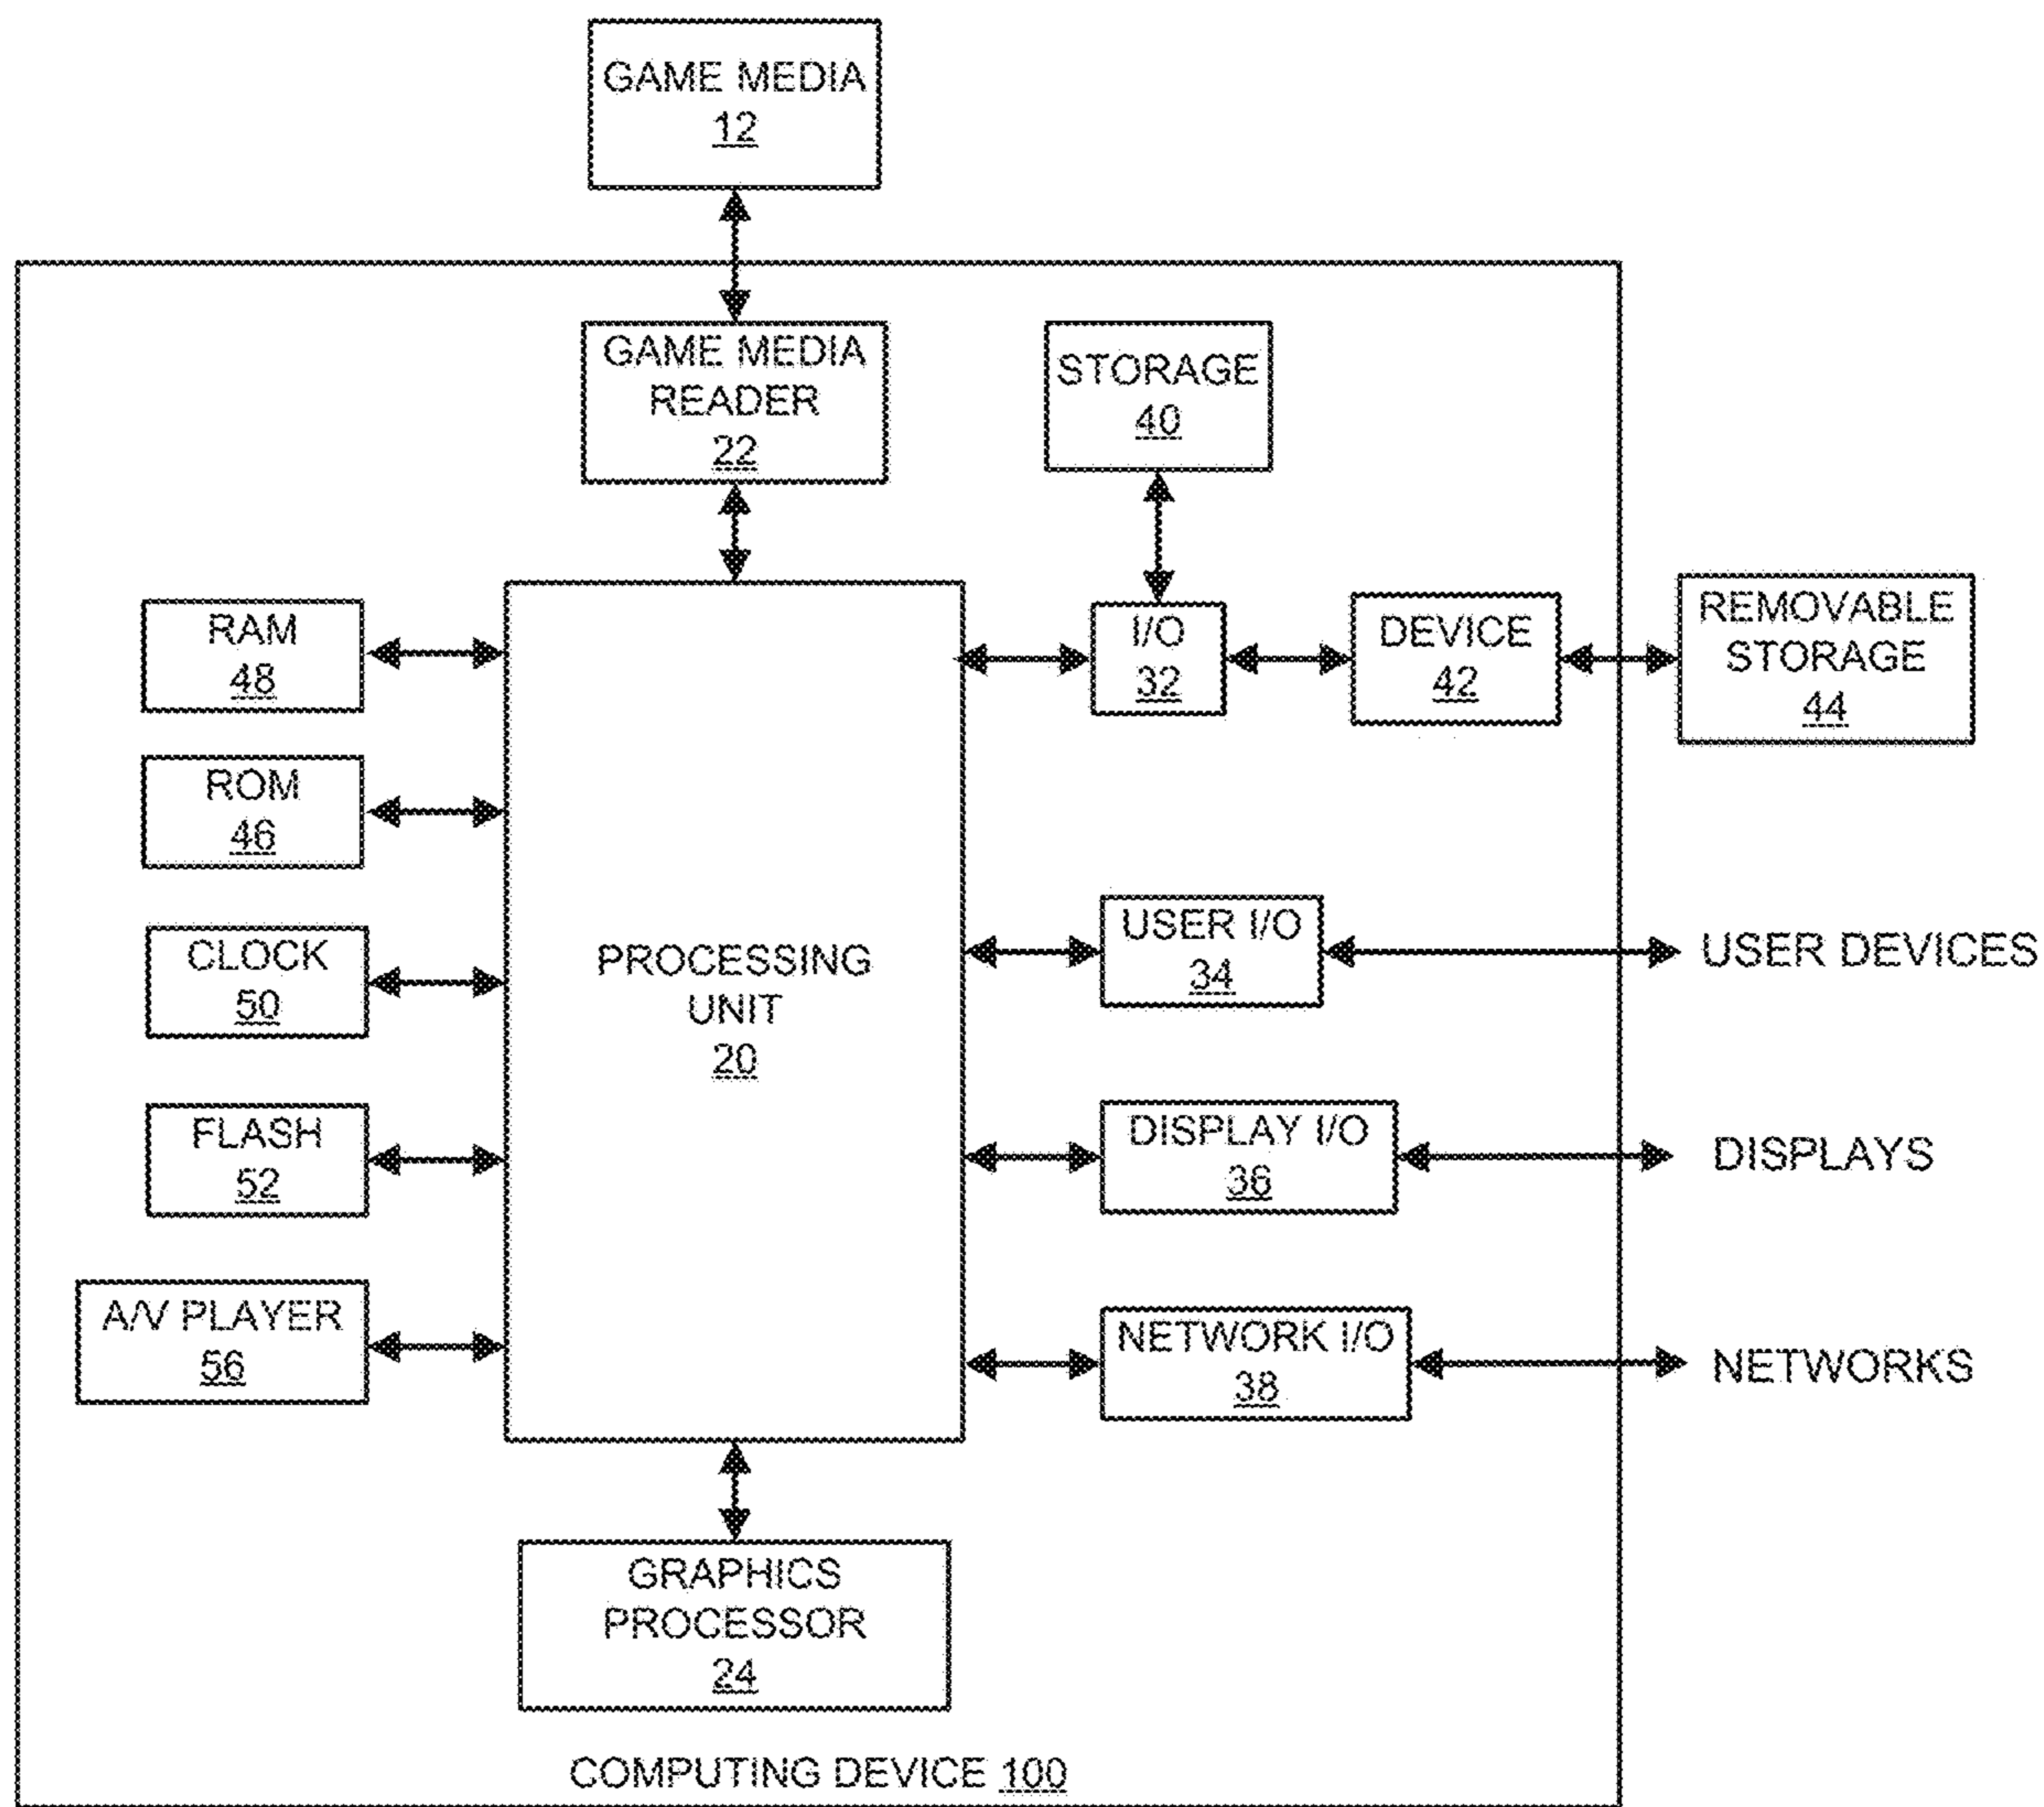 GAME MEDIA
12
GAME MEDIA
READER
22
STORAGE
40
RAM
48
I/O
32
DEVICE
42
REMOVABLE
STORAGE
44
ROM
46
CLOCK
50
PROCESSING
UNIT
20
USER I/O
34
USER DEVICES
FLASH
52
DISPLAY I/O
36
DISPLAYS
A/V PLAYER
56
NETWORK I/O
38
NETWORKS
GRAPHICS
PROCESSOR
24
COMPUTING DEVICE 100